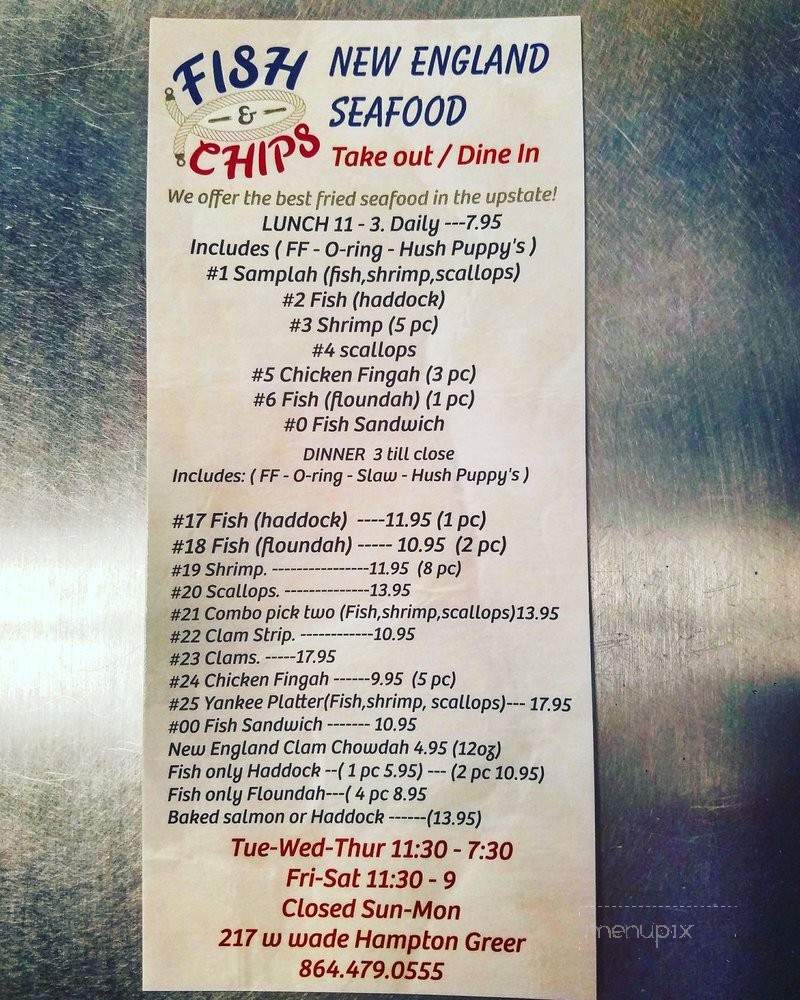 FISH
&
CHIPS
NEW ENGLAND
SEAFOOD
Take out / Dine In
We offer the best fried seafood in the upstate!
LUNCH 11 - 3. Daily ---7.95
Includes ( FF - O-ring - Hush Puppy's )
#1 Samplah (fish,shrimp,scallops)
#2 Fish (haddock)
#3 Shrimp (5 pc)
#4 scallops
#5 Chicken Fingah (3 pc)
#6 Fish (floundah) (1 pc)
#0 Fish Sandwich
DINNER 3 till close
Includes: ( FF - O-ring - Slaw - Hush Puppy's )
#17 Fish (haddock) ----11.95 (1 pc)
#18 Fish (floundah) ----- 10.95 (2 pc)
#19 Shrimp. -----------------11.95 (8 pc)
#20 Scallops. ---------------13.95
#21 Combo pick two (Fish,shrimp,scallops)13.95
#22 Clam Strip. ------------10.95
#23 Clams. -----17.95
#24 Chicken Fingah ------9.95 (5 pc)
#25 Yankee Platter(Fish,shrimp, scallops)--- 17.95
#00 Fish Sandwich ------- 10.95
New England Clam Chowdah 4.95 (12oz)
Fish only Haddock --( 1 pc 5.95) --- (2 pc 10.95)
Fish only Floundah---( 4 pc 8.95
Baked salmon or Haddock ------(13.95)
Tue-Wed-Thur 11:30 - 7:30
Fri-Sat 11:30 - 9
Closed Sun-Mon
217 w wade Hampton Greer
864.479.0555
menupix